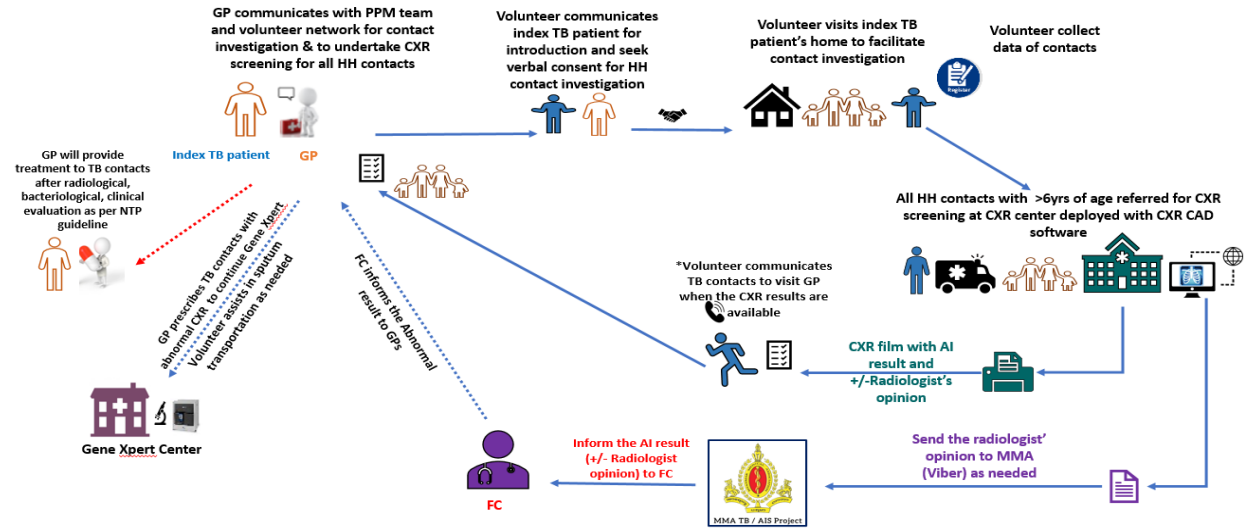 GP communicates with PPM team
and volunteer network for contact
investigation & to undertake CXR
screening for all HH contacts
Volunteer communicates
index TB patient for
introduction and seek
verbal consent for HH
contact investigation
Volunteer visits index TB
patient's home to facilitate
contact investigation
Volunteer collect
data of contacts
Register
Index TB patient
GP
GP will provide
treatment to TB contacts
after radiological,
bacteriological, clinical
evaluation as per NTP
guideline
All HH contacts with >6yrs of age referred for CXR
screening at CXR center deployed with CXR CAD
software
GP prescribes TB contacts with
abnormal CXR to continue Gene Xpert
Volunteer assists in sputum
transportation as needed
FC informs the Abnormal
result to GPs
*Volunteer communicates
TB contacts to visit GP
when the CXR results are
available
CXR film with AI
result and
+/-Radiologist's
opinion
Gene Xpert Center
Inform the AI result
(+/- Radiologist
opinion) to FC
FC
Send the radiologist'
opinion to MMA
(Viber) as needed
MMA TB / AIS Project